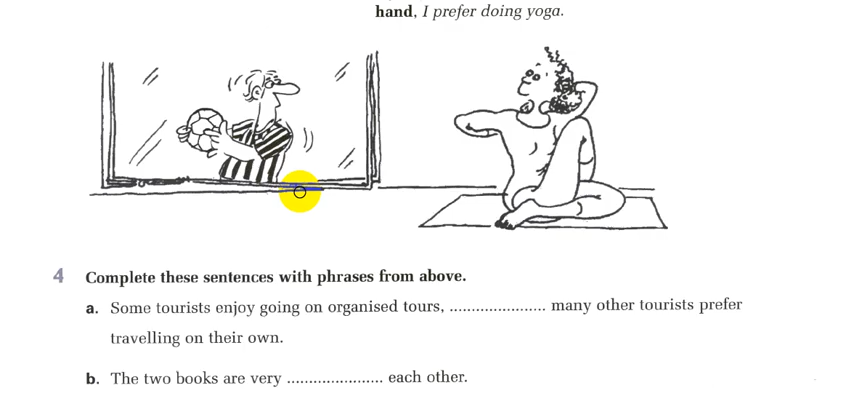 hand, I prefer doing yoga.
4 Complete these sentences with phrases from above.
a. Some tourists enjoy going on organised tours, ...................... many other tourists prefer
travelling on their own.
b. The two books are very ...................... each other.